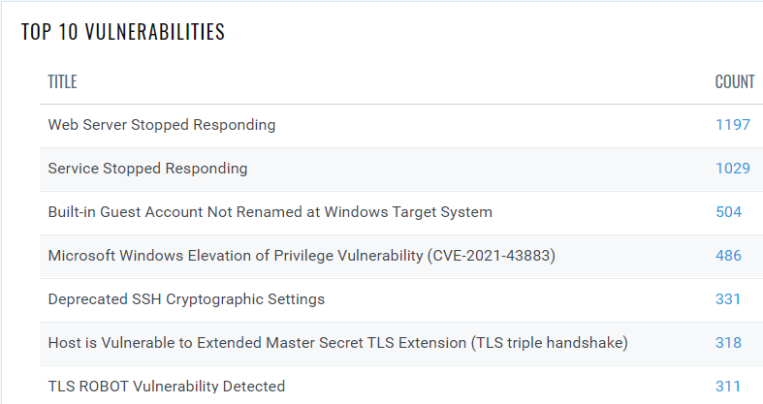 TOP 10 VULNERABILITIES
TITLE COUNT
Web Server Stopped Responding 1197
Service Stopped Responding 1029
Built-in Guest Account Not Renamed at Windows Target System 504
Microsoft Windows Elevation of Privilege Vulnerability (CVE-2021-43883) 486
Deprecated SSH Cryptographic Settings 331
Host is Vulnerable to Extended Master Secret TLS Extension (TLS triple handshake) 318
TLS ROBOT Vulnerability Detected 311